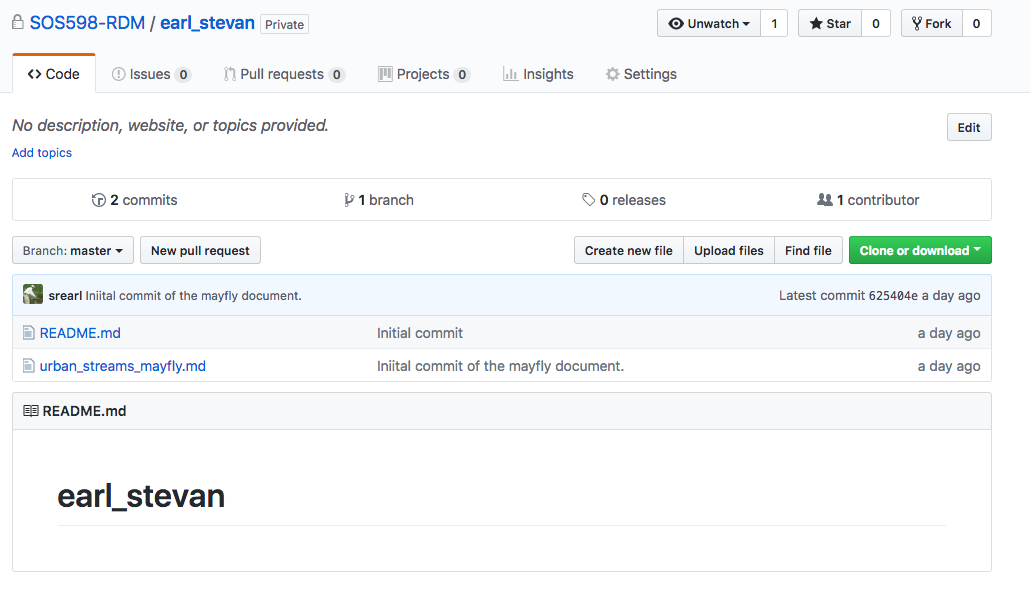 SOS598-RDM / earl_stevan Private Unwatch 1 Star 0 Fork 0
Code Issues 0 Pull requests 0 Projects 0 Insights Settings
No description, website, or topics provided. Edit
Add topics
2 commits 1 branch 0 releases 1 contributor
Branch: master New pull request Create new file Upload files Find file Clone or download
srearl Iniital commit of the mayfly document. Latest commit 625404e a day ago
README.md Initial commit a day ago
urban_streams_mayfly.md Iniital commit of the mayfly document. a day ago
README.md
earl_stevan